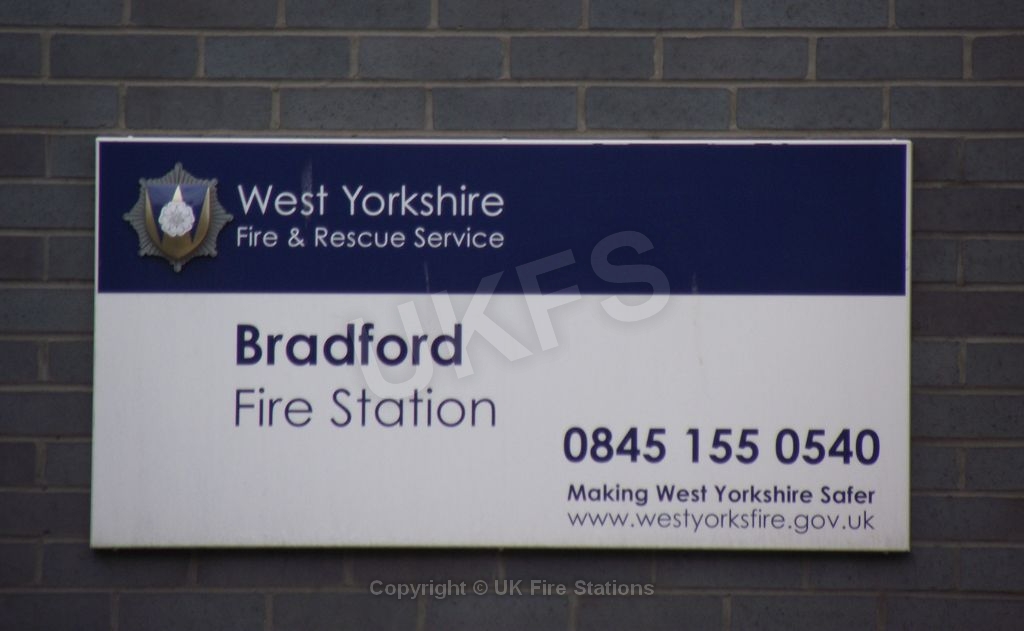 West Yorkshire
Fire & Rescue Service
UKFS
Bradford
Fire Station
0845 155 0540
Making West Yorkshire Safer
www.westyorksfire.gov.uk
Copyright © UK Fire Stations